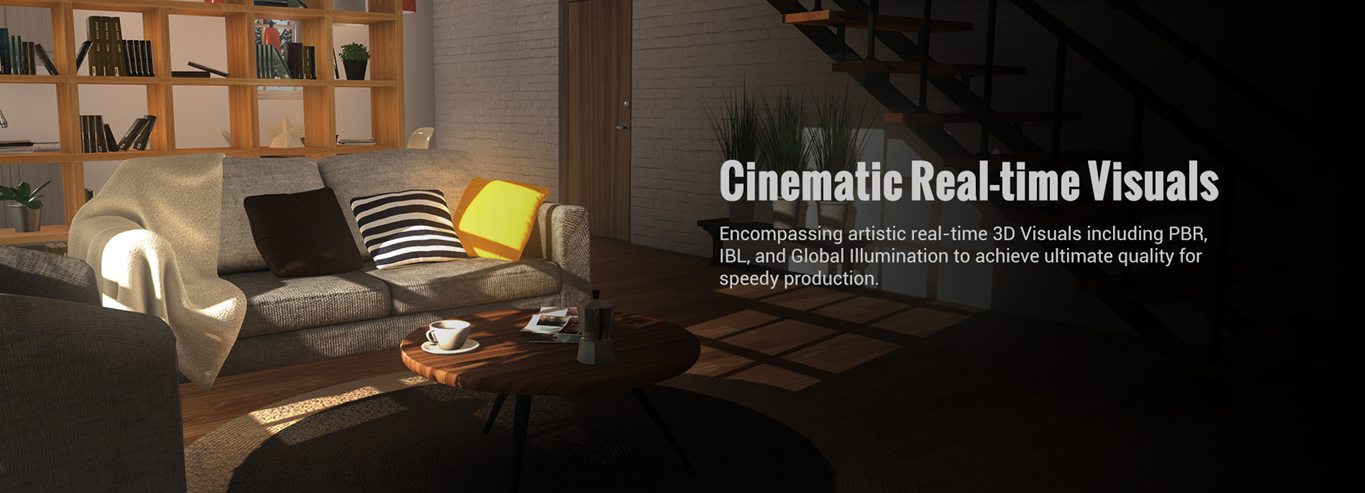 Cinematic Real-time Visuals
Encompassing artistic real-time 3D Visuals including PBR,
IBL, and Global Illumination to achieve ultimate quality for
speedy production.